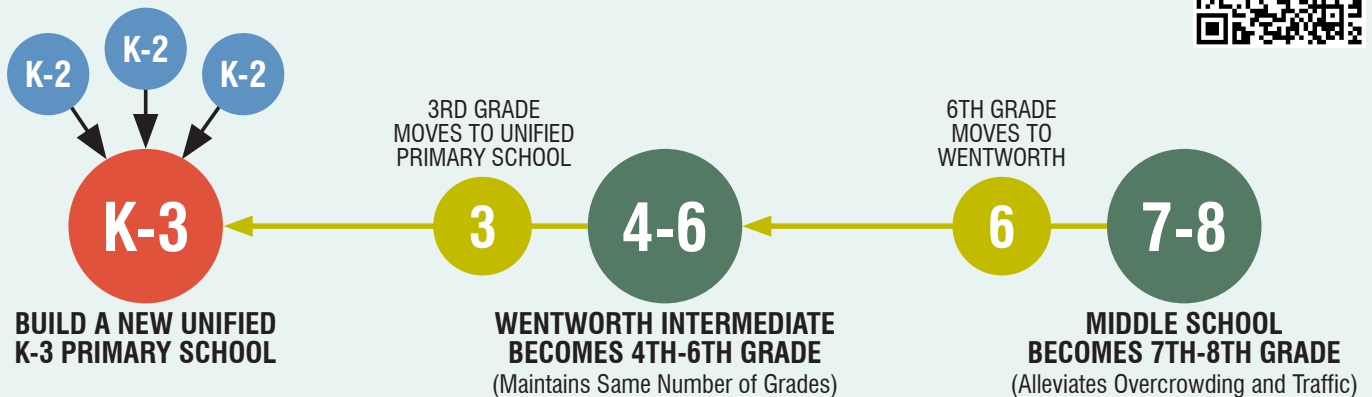 K-2
K-2
K-2
3RD GRADE
MOVES TO UNIFIED
PRIMARY SCHOOL
6TH GRADE
MOVES TO
WENTWORTH
K-3
3
4-6
6
7-8
BUILD A NEW UNIFIED
K-3 PRIMARY SCHOOL
WENTWORTH INTERMEDIATE
BECOMES 4TH-6TH GRADE
(Maintains Same Number of Grades)
MIDDLE SCHOOL
BECOMES 7TH-8TH GRADE
(Alleviates Overcrowding and Traffic)